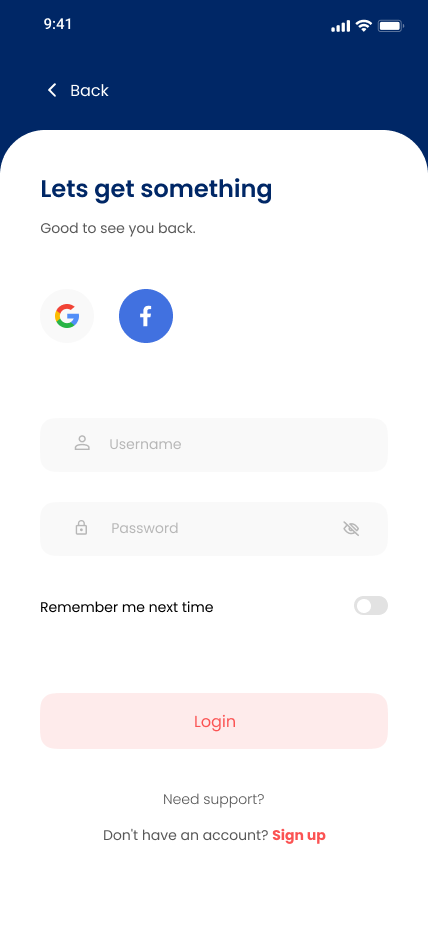 9:41
Back
Lets get something
Good to see you back.
Username
Password
Remember me next time
Login
Need support?
Don't have an account? Sign up